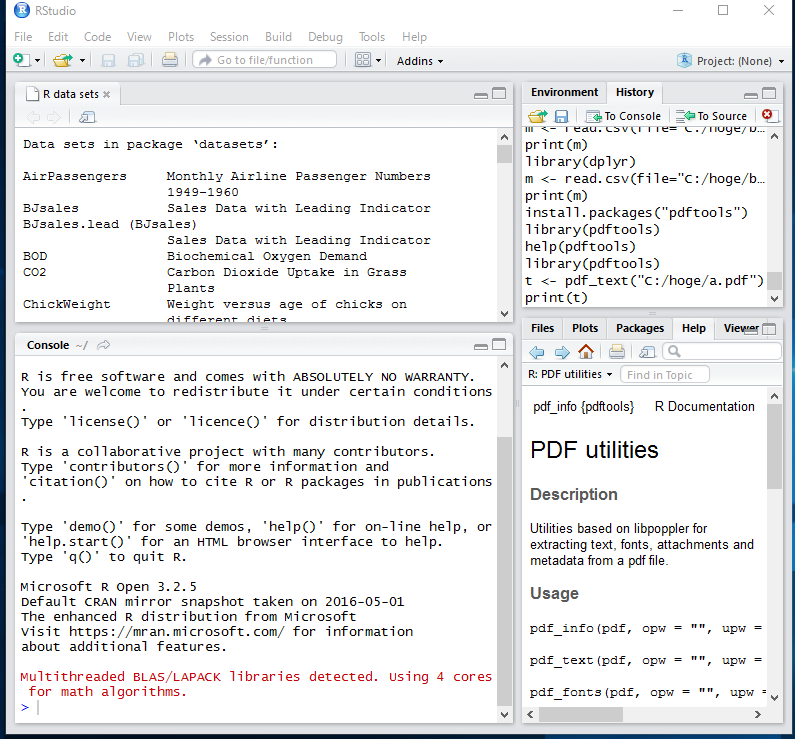 RStudio
File Edit Code View Plots Session Build Debug Tools Help
Go to file/function Addins Project: (None)
R data sets
Data sets in package ‘datasets’:
AirPassengers Monthly Airline Passenger Numbers
1949-1960
BJsales Sales Data with Leading Indicator
BJsales.lead (BJsales)
Sales Data with Leading Indicator
BOD Biochemical Oxygen Demand
CO2 Carbon Dioxide Uptake in Grass
Plants
ChickWeight Weight versus age of chicks on
different diets
Console ~/
R is free software and comes with ABSOLUTELY NO WARRANTY.
You are welcome to redistribute it under certain conditions
.
Type 'license()' or 'licence()' for distribution details.
R is a collaborative project with many contributors.
Type 'contributors()' for more information and
'citation()' on how to cite R or R packages in publications
.
Type 'demo()' for some demos, 'help()' for on-line help, or
'help.start()' for an HTML browser interface to help.
Type 'q()' to quit R.
Microsoft R Open 3.2.5
Default CRAN mirror snapshot taken on 2016-05-01
The enhanced R distribution from Microsoft
Visit https://mran.microsoft.com/ for information
about additional features.
Multithreaded BLAS/LAPACK libraries detected. Using 4 cores
for math algorithms.
>
Environment History
To Console To Source
m <- read.csv(file="C:/hoge/b…
print(m)
library(dplyr)
m <- read.csv(file="C:/hoge/b…
print(m)
install.packages("pdftools")
library(pdftools)
help(pdftools)
library(pdftools)
t <- pdf_text("C:/hoge/a.pdf")
print(t)
Files Plots Packages Help Viewer
R: PDF utilities Find in Topic
pdf_info {pdftools} R Documentation
PDF utilities
Description
Utilities based on libpoppler for
extracting text, fonts, attachments and
metadata from a pdf file.
Usage
pdf_info(pdf, opw = "", upw =
pdf_text(pdf, opw = "", upw =
pdf_fonts(pdf, opw = "", upw =